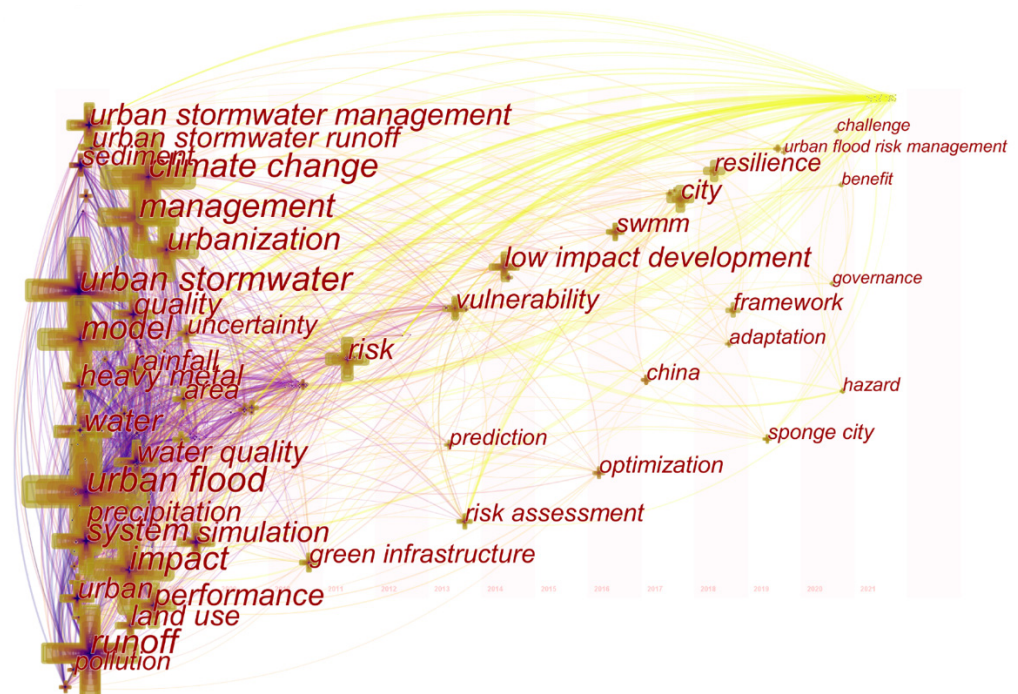 urban stormwater management
urban stormwater runoff
sediment
climate change
management
urbanization
urban stormwater
quality
model
uncertainty
rainfall
heavy metal
area
water
water quality
urban flood
precipitation
system
simulation
impact
urban
performance
land use
runoff
pollution
risk
green infrastructure
vulnerability
prediction
risk assessment
low impact development
swmm
optimization
city
china
resilience
framework
adaptation
sponge city
challenge
urban flood risk management
benefit
governance
hazard
2011 2012 2013 2014 2015 2016 2017 2018 2019 2020 2021